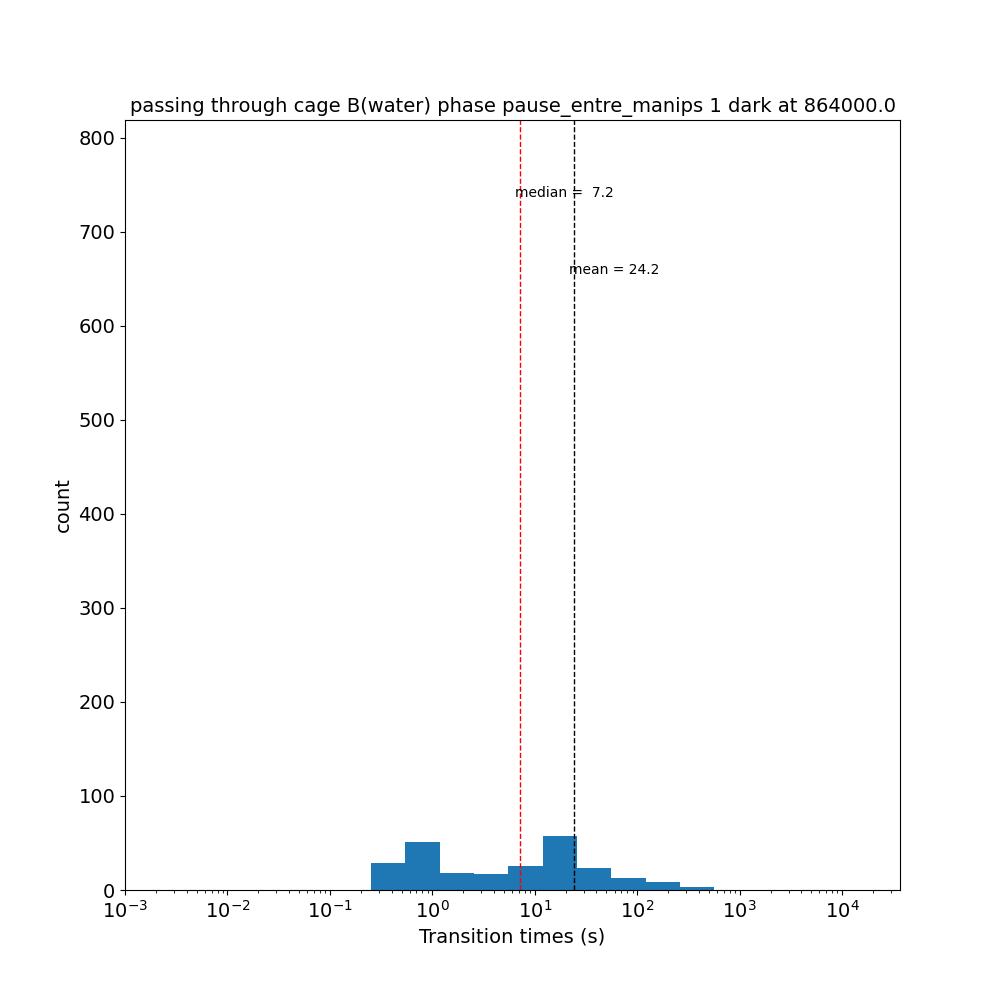 passing through cage B(water) phase pause_entre_manips 1 dark at 864000.0
800
700
600
500
400
300
200
100
0
count
median =  7.2
mean = 24.2
10⁻³ 10⁻² 10⁻¹ 10⁰ 10¹ 10² 10³ 10⁴
Transition times (s)